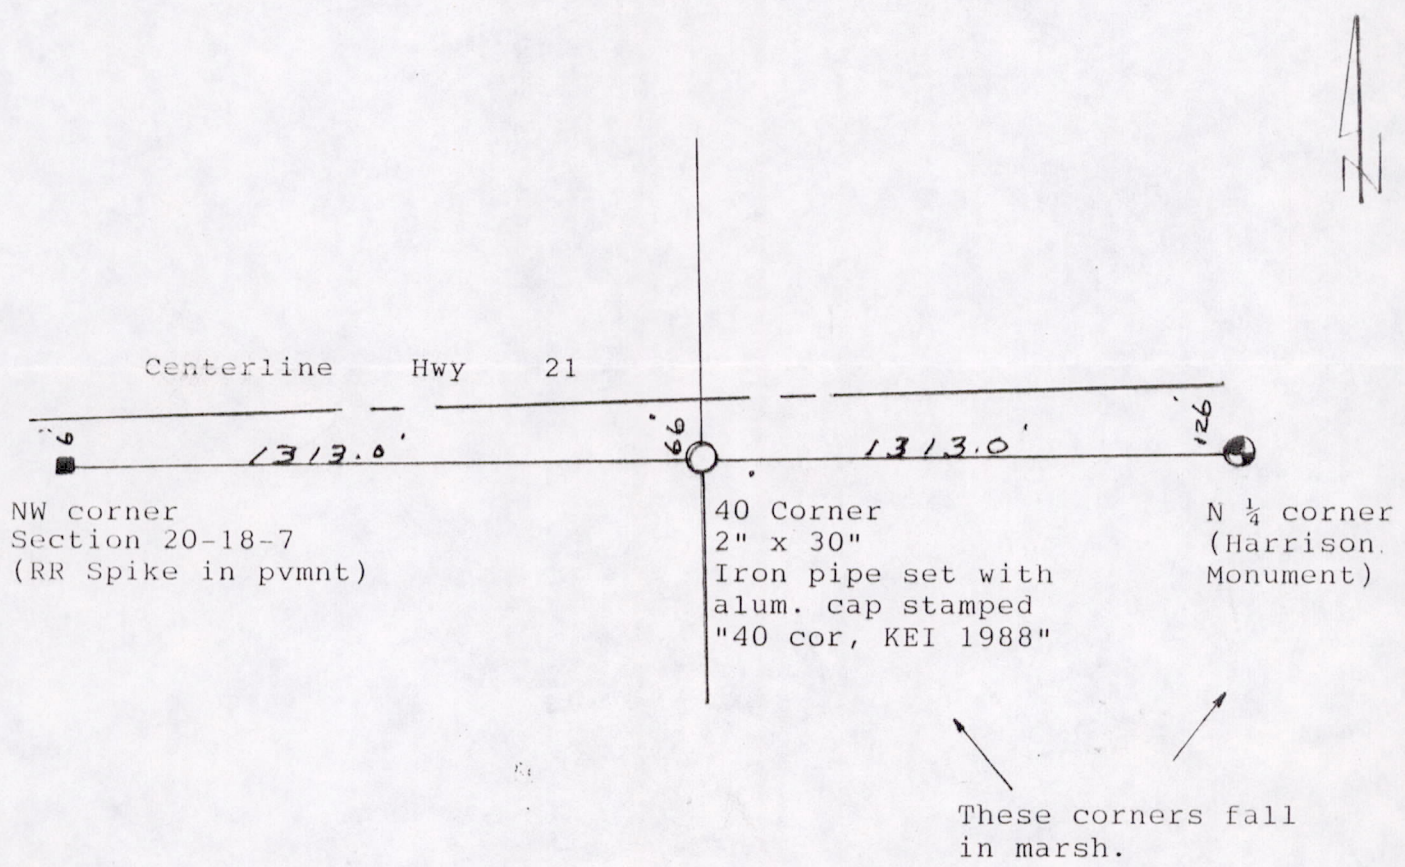 N
Centerline Hwy 21
6' 1313.0' 66' 1313.0' 126'
NW corner
Section 20-18-7
(RR Spike in pvmnt)
40 Corner
2" x 30"
Iron pipe set with
alum. cap stamped
"40 cor, KEI 1988"
N ¼ corner
(Harrison
Monument)
These corners fall
in marsh.